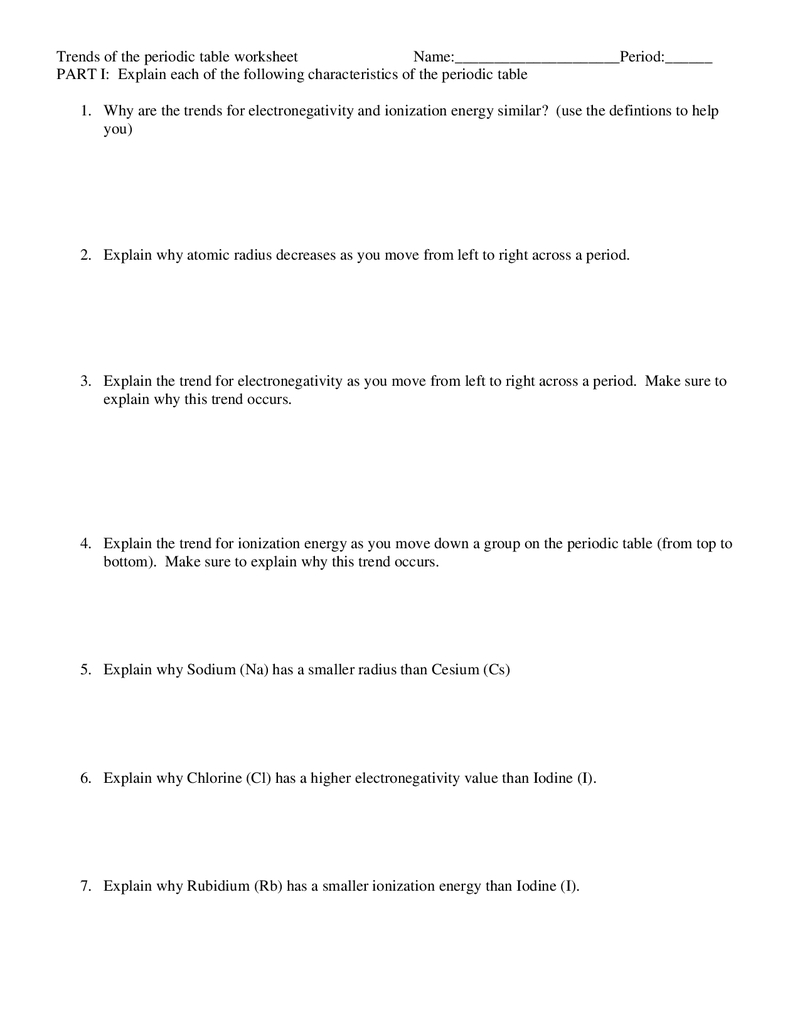 Trends of the periodic table worksheet Name:_____________________Period:______
PART I:  Explain each of the following characteristics of the periodic table
1. Why are the trends for electronegativity and ionization energy similar?  (use the defintions to help
you)
2. Explain why atomic radius decreases as you move from left to right across a period.
3. Explain the trend for electronegativity as you move from left to right across a period.  Make sure to
explain why this trend occurs.
4. Explain the trend for ionization energy as you move down a group on the periodic table (from top to
bottom).  Make sure to explain why this trend occurs.
5. Explain why Sodium (Na) has a smaller radius than Cesium (Cs)
6. Explain why Chlorine (Cl) has a higher electronegativity value than Iodine (I).
7. Explain why Rubidium (Rb) has a smaller ionization energy than Iodine (I).